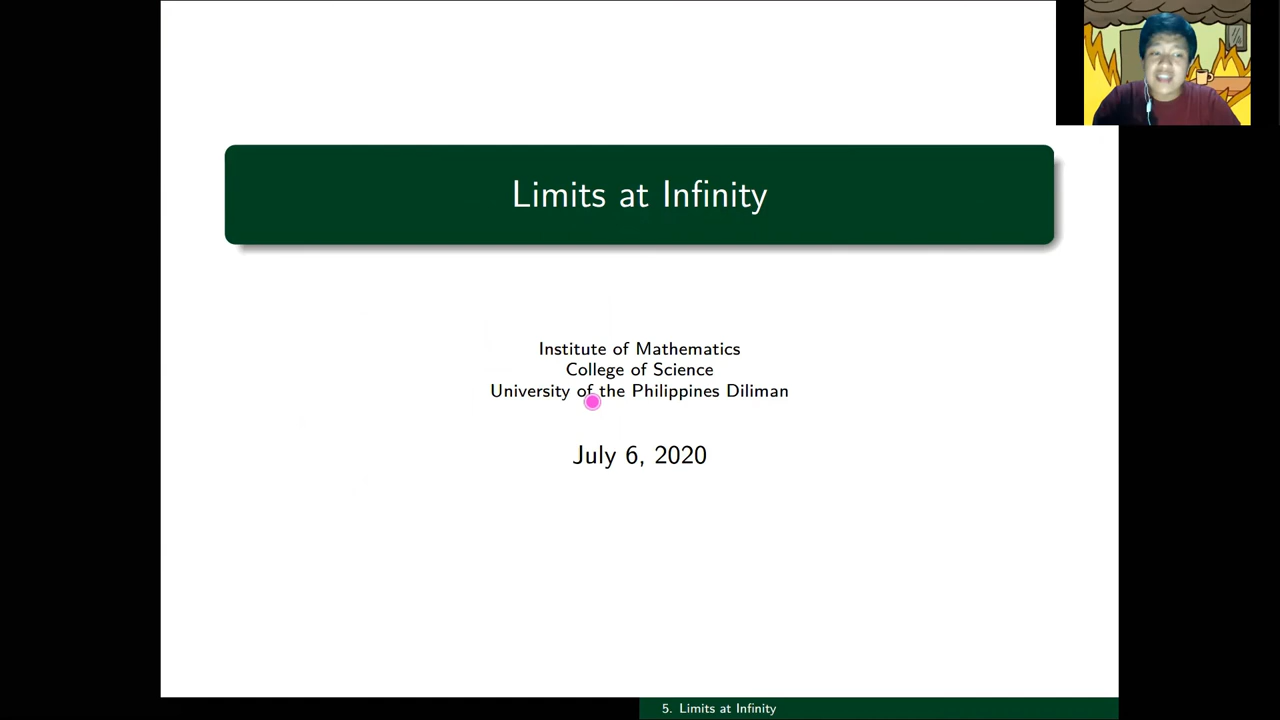 Limits at Infinity
Institute of Mathematics
College of Science
University of the Philippines Diliman
July 6, 2020
5. Limits at Infinity